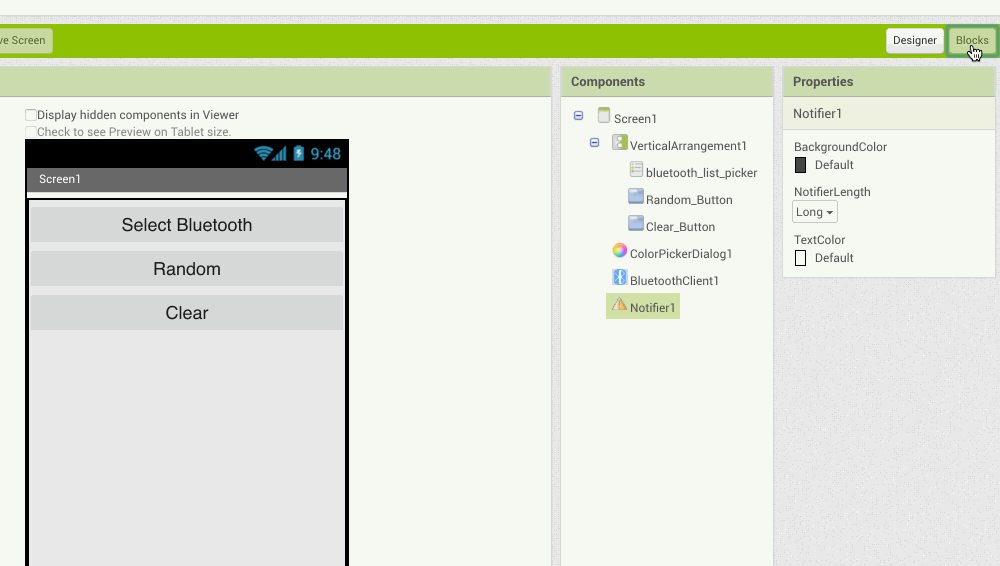 ve Screen
Designer
Blocks
Components
Properties
Display hidden components in Viewer
Check to see Preview on Tablet size.
9:48
Screen1
Select Bluetooth
Random
Clear
Screen1
VerticalArrangement1
bluetooth_list_picker
Random_Button
Clear_Button
ColorPickerDialog1
BluetoothClient1
Notifier1
Notifier1
BackgroundColor
Default
NotifierLength
Long
TextColor
Default